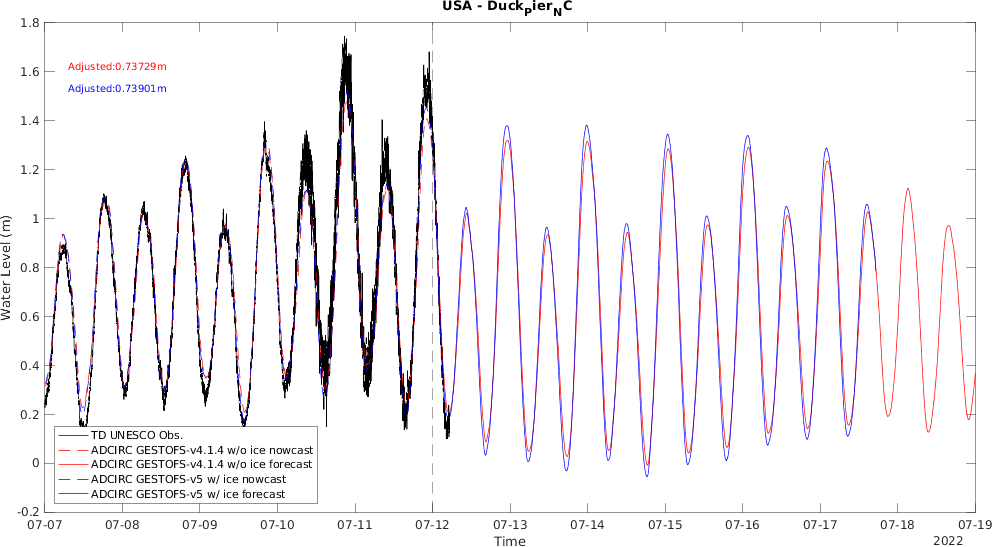 USA - DuckPierNC
1.8
1.6
1.4
1.2
1
0.8
0.6
0.4
0.2
0
-0.2
Water Level (m)
Adjusted:0.73729m
Adjusted:0.73901m
TD UNESCO Obs.
ADCIRC GESTOFS-v4.1.4 w/o ice nowcast
ADCIRC GESTOFS-v4.1.4 w/o ice forecast
ADCIRC GESTOFS-v5 w/ ice nowcast
ADCIRC GESTOFS-v5 w/ ice forecast
07-07 07-08 07-09 07-10 07-11 07-12 07-13 07-14 07-15 07-16 07-17 07-18 07-19
Time
2022